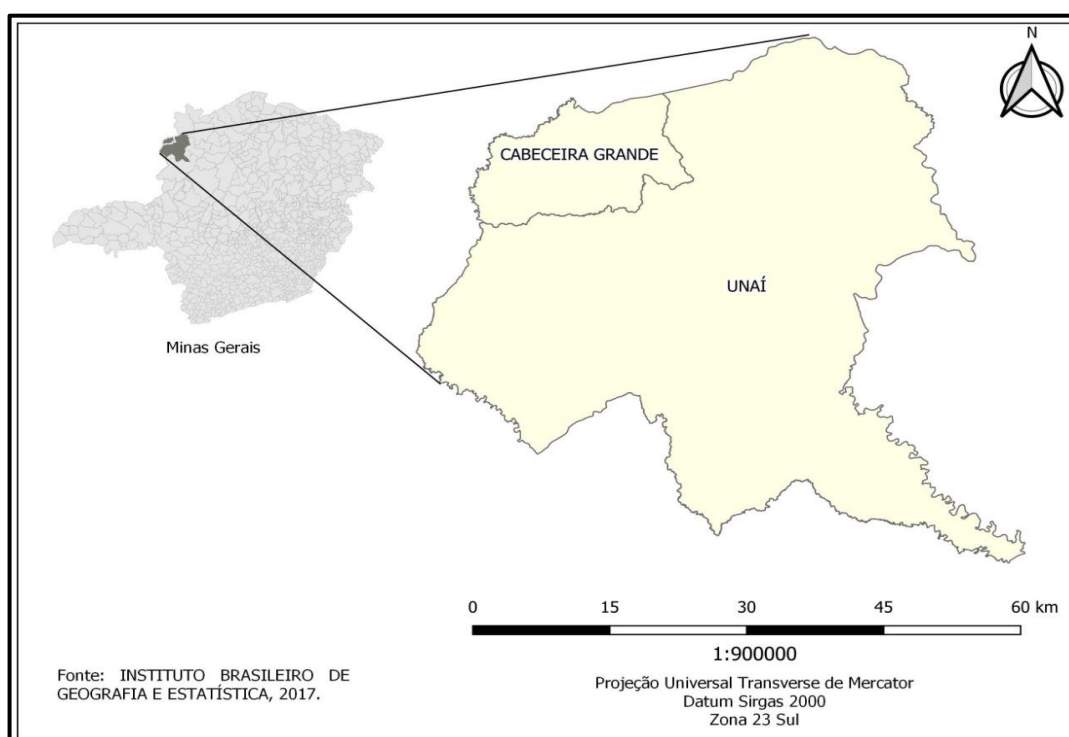 N
CABECEIRA GRANDE
UNAÍ
Minas Gerais
0 15 30 45 60 km
1:900000
Fonte: INSTITUTO BRASILEIRO DE
GEOGRAFIA E ESTATÍSTICA, 2017.
Projeção Universal Transverse de Mercator
Datum Sirgas 2000
Zona 23 Sul